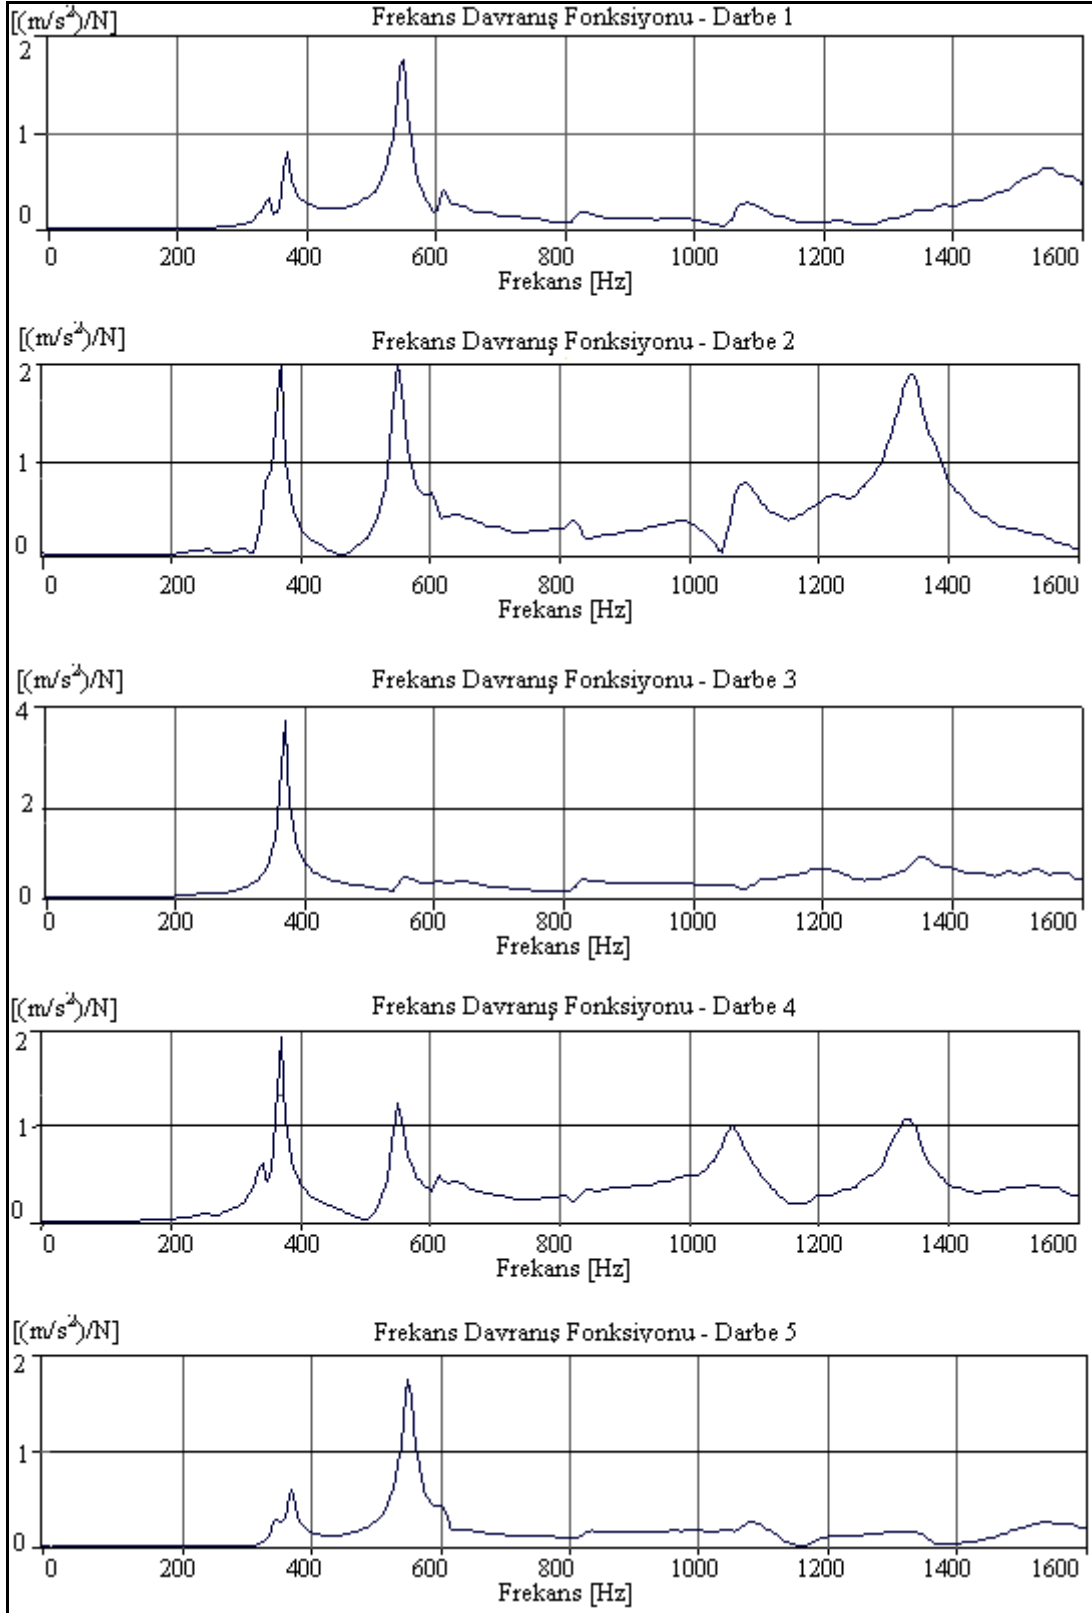 [(m/s²)/N]
Frekans Davranış Fonksiyonu - Darbe 1
2
1
0
0 200 400 600 800 1000 1200 1400 1600
Frekans [Hz]
[(m/s²)/N]
Frekans Davranış Fonksiyonu - Darbe 2
2
1
0
0 200 400 600 800 1000 1200 1400 1600
Frekans [Hz]
[(m/s²)/N]
Frekans Davranış Fonksiyonu - Darbe 3
4
2
0
0 200 400 600 800 1000 1200 1400 1600
Frekans [Hz]
[(m/s²)/N]
Frekans Davranış Fonksiyonu - Darbe 4
2
1
0
0 200 400 600 800 1000 1200 1400 1600
Frekans [Hz]
[(m/s²)/N]
Frekans Davranış Fonksiyonu - Darbe 5
2
1
0
0 200 400 600 800 1000 1200 1400 1600
Frekans [Hz]